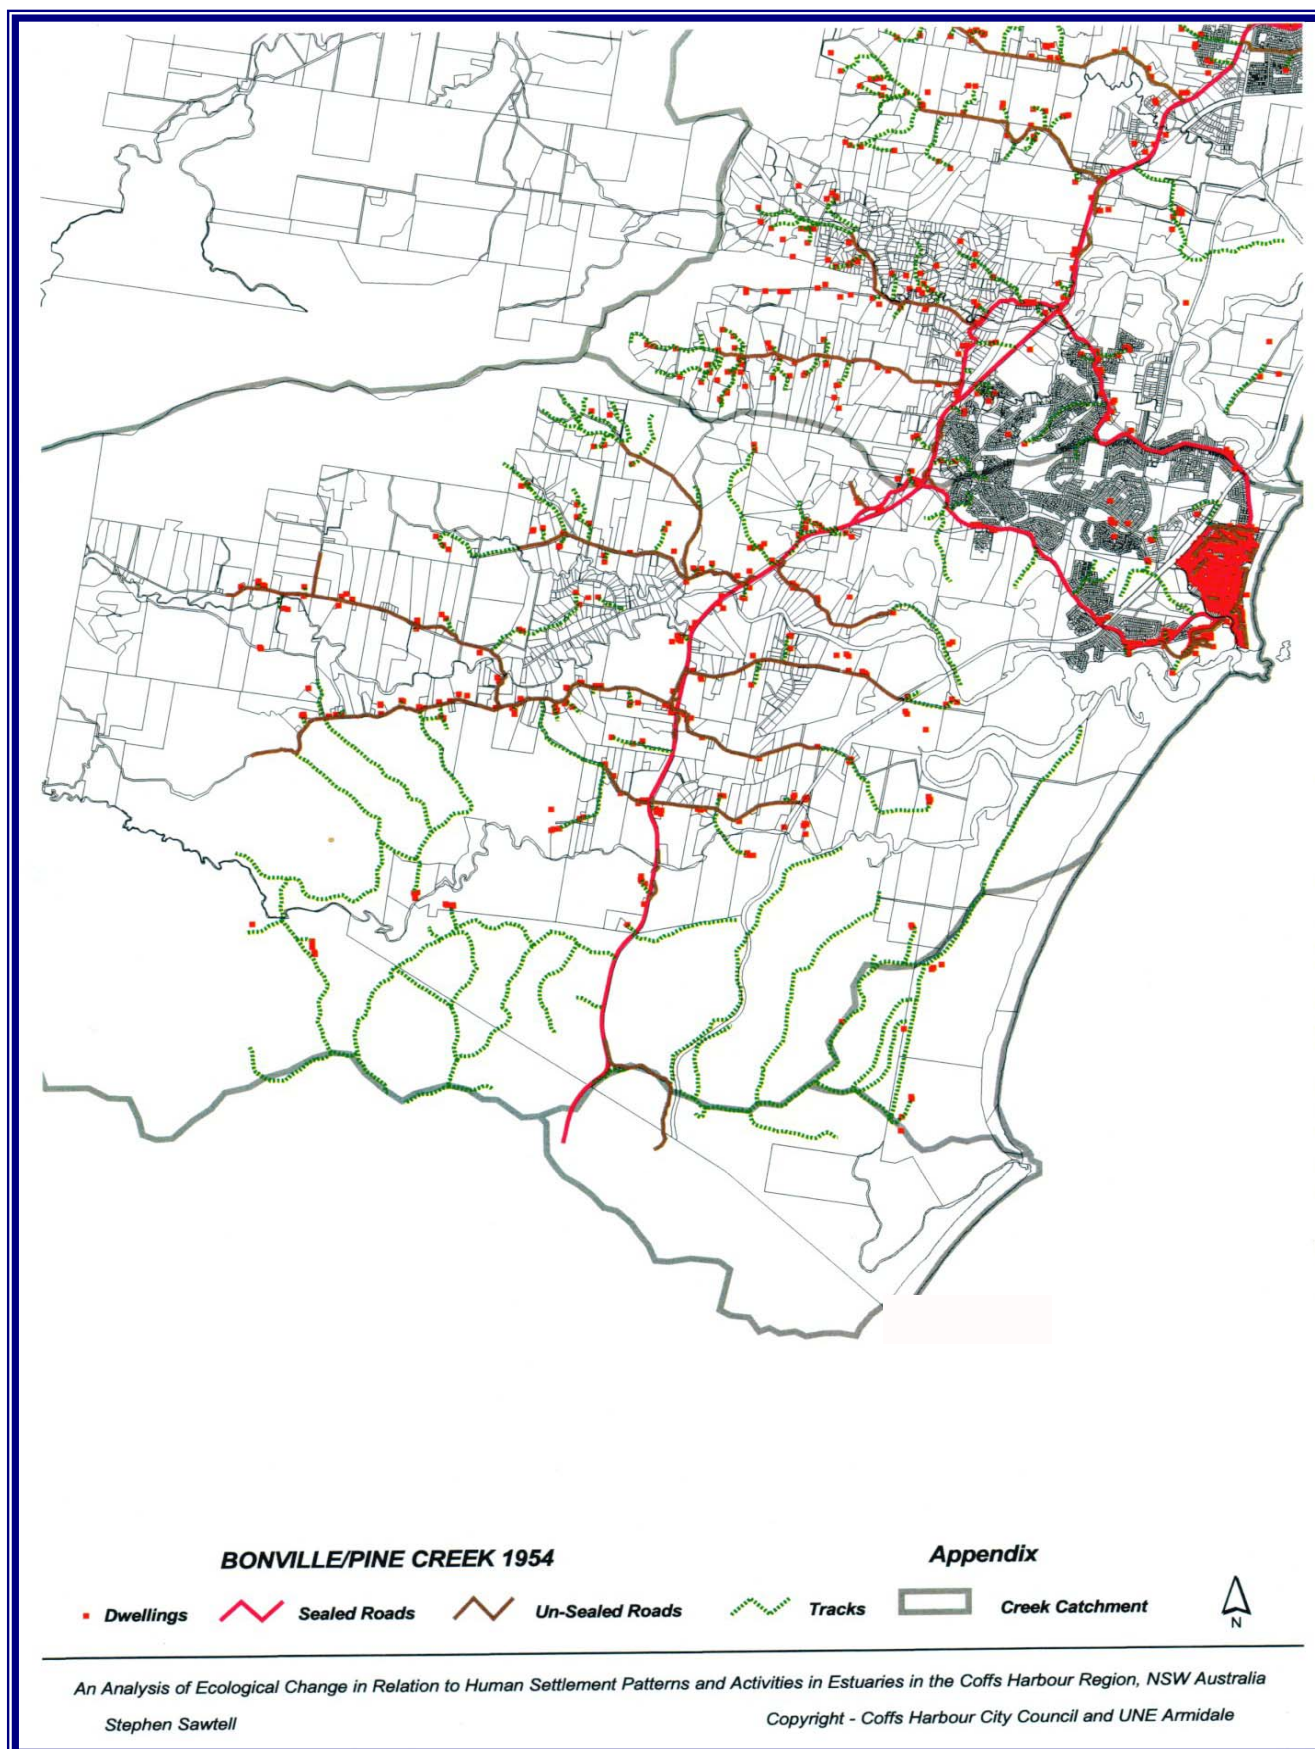 BONVILLE/PINE CREEK 1954
Appendix
Dwellings
Sealed Roads
Un-Sealed Roads
Tracks
Creek Catchment
N
An Analysis of Ecological Change in Relation to Human Settlement Patterns and Activities in Estuaries in the Coffs Harbour Region, NSW Australia
Stephen Sawtell
Copyright - Coffs Harbour City Council and UNE Armidale